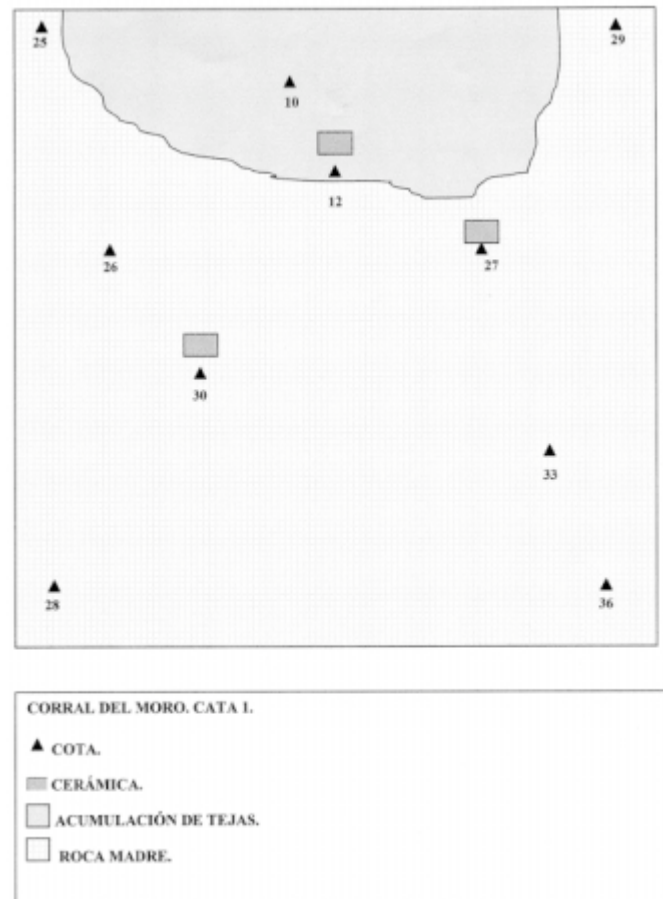 25
29
10
12
26
27
30
33
28
36
CORRAL DEL MORO. CATA 1.
COTA.
CERÁMICA.
ACUMULACIÓN DE TEJAS.
ROCA MADRE.